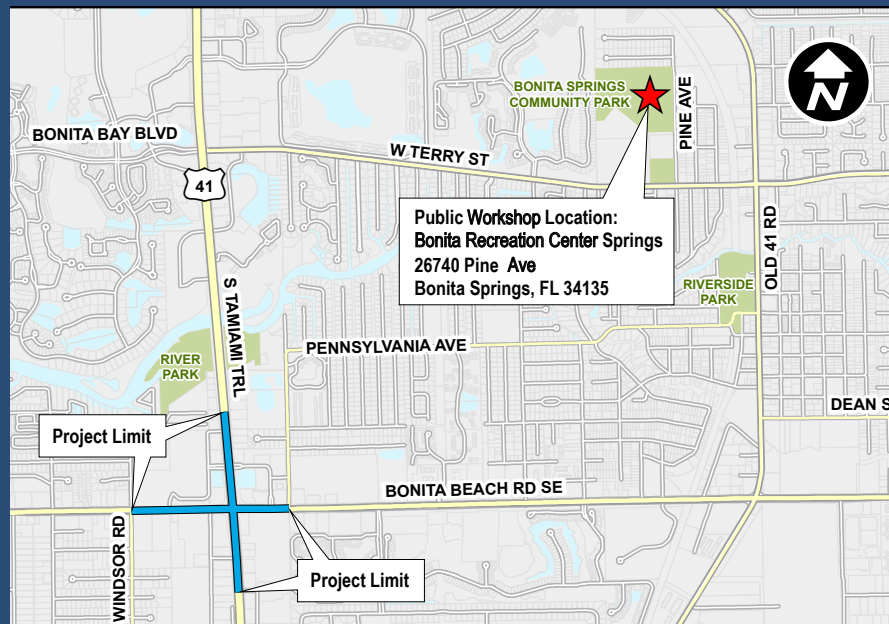 BONITA SPRINGS
COMMUNITY PARK
PINE AVE
N
BONITA BAY BLVD
W TERRY ST
41
Public Workshop Location:
Bonita Recreation Center Springs
26740 Pine Ave
Bonita Springs, FL 34135
OLD 41 RD
RIVERSIDE
PARK
S TAMIAMI TRL
PENNSYLVANIA AVE
RIVER
PARK
DEAN S
Project Limit
BONITA BEACH RD SE
WINDSOR RD
Project Limit